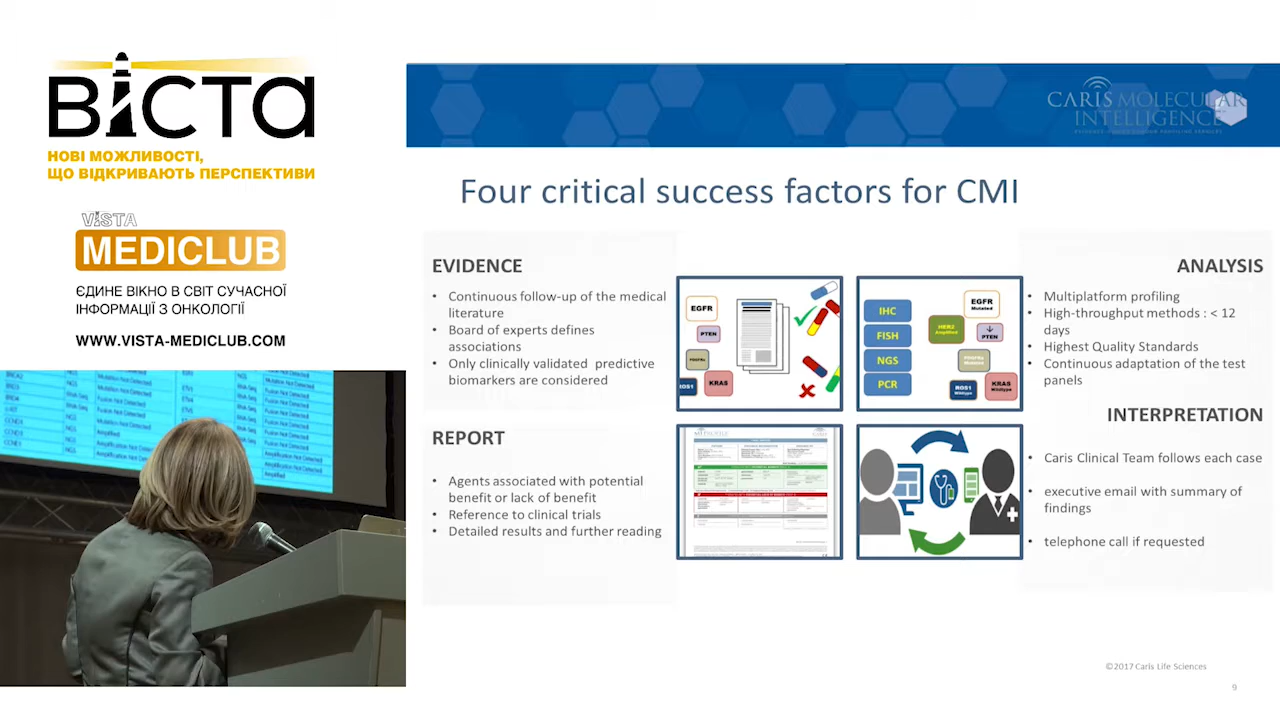 ВІСТА
НОВІ МОЖЛИВОСТІ,
ЩО ВІДКРИВАЮТЬ ПЕРСПЕКТИВИ
ViSTA
MEDICLUB
ЄДИНЕ ВІКНО В СВІТ СУЧАСНОЇ
ІНФОРМАЦІЇ З ОНКОЛОГІЇ
WWW.VISTA-MEDICLUB.COM
CARIS MOLECULAR
INTELLIGENCE
Four critical success factors for CMI
EVIDENCE
• Continuous follow-up of the medical
literature
• Board of experts defines
associations
• Only clinically validated predictive
biomarkers are considered
EGFR
PTEN
KRAS
IHC
FISH
NGS
PCR
EGFR
Mutated
HER2
Amplified
PTEN
ROS1
Wildtype
KRAS
Wildtype
ANALYSIS
• Multiplatform profiling
• High-throughput methods : < 12
days
• Highest Quality Standards
• Continuous adaptation of the test
panels
REPORT
• Agents associated with potential
benefit or lack of benefit
• Reference to clinical trials
• Detailed results and further reading
INTERPRETATION
• Caris Clinical Team follows each case
• executive email with summary of
findings
• telephone call if requested
©2017 Caris Life Sciences
9